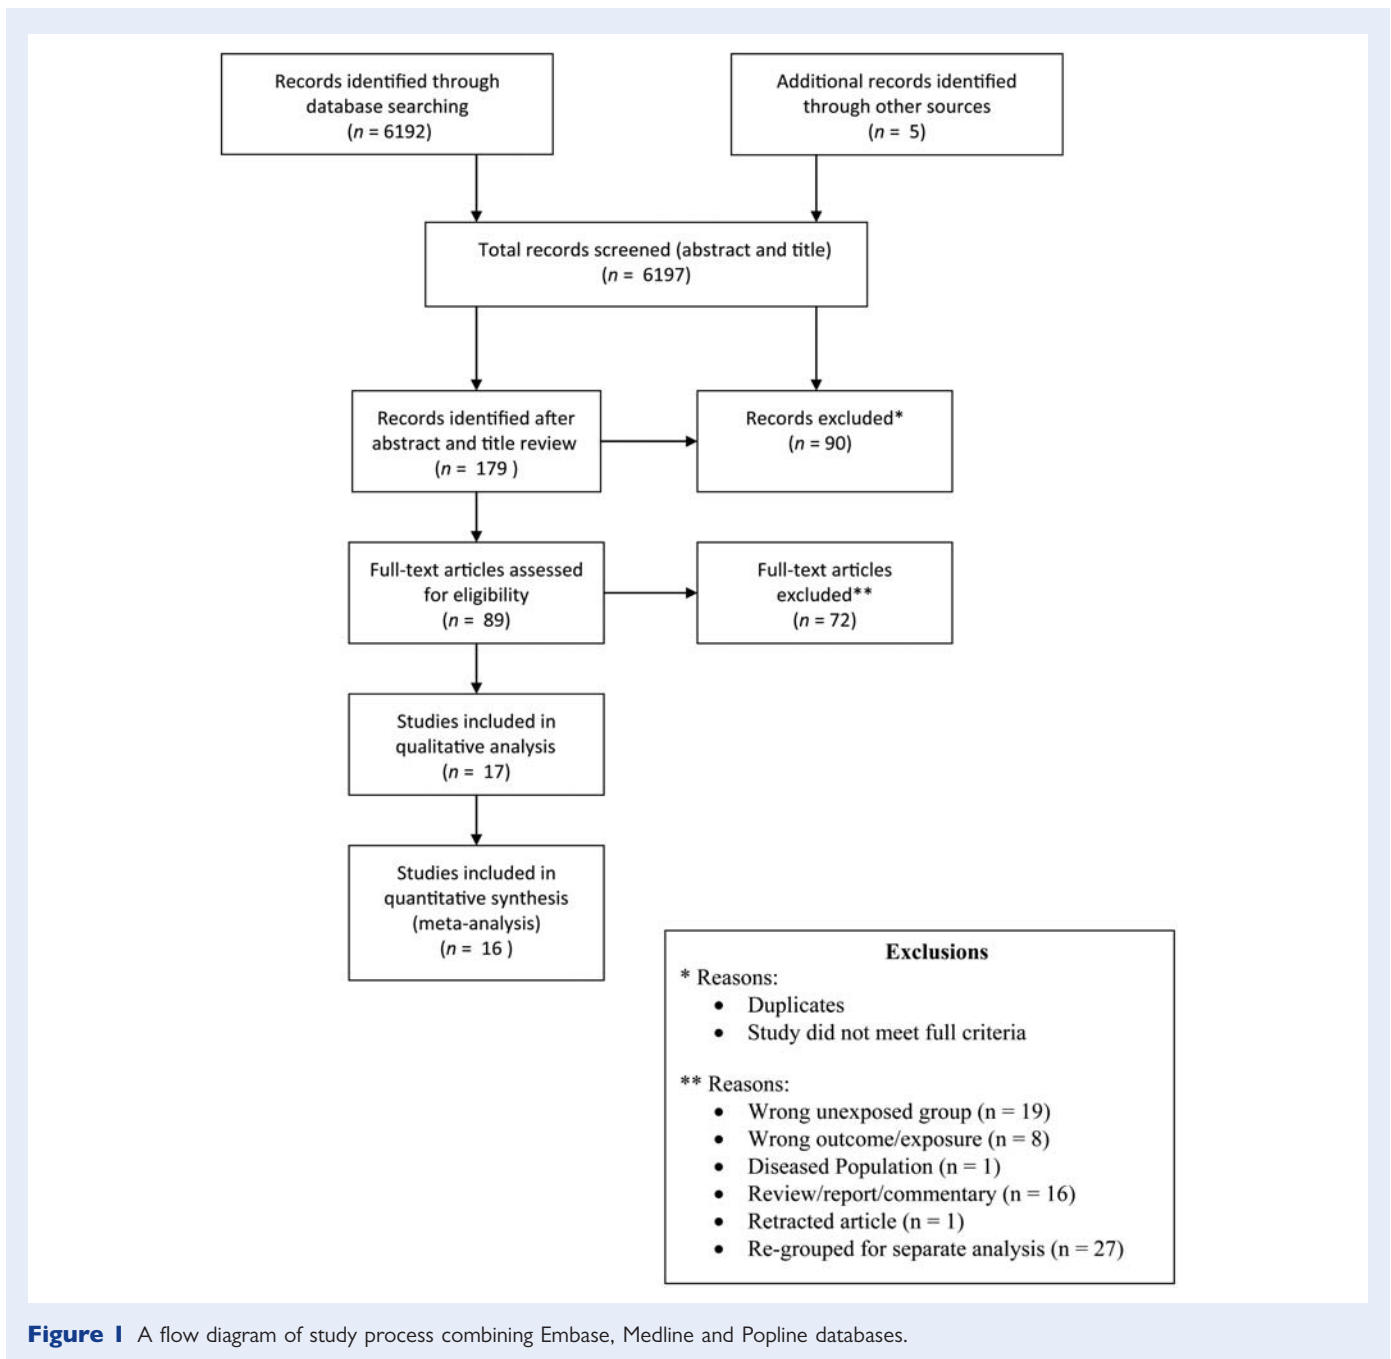 Records identified through
database searching
(n = 6192)
Additional records identified
through other sources
(n = 5)
Total records screened (abstract and title)
(n = 6197)
Records identified after
abstract and title review
(n = 179 )
Records excluded*
(n = 90)
Full-text articles assessed
for eligibility
(n = 89)
Full-text articles
excluded**
(n = 72)
Studies included in
qualitative analysis
(n = 17)
Studies included in
quantitative synthesis
(meta-analysis)
(n = 16 )
Exclusions
* Reasons:
• Duplicates
• Study did not meet full criteria
** Reasons:
• Wrong unexposed group (n = 19)
• Wrong outcome/exposure (n = 8)
• Diseased Population (n = 1)
• Review/report/commentary (n = 16)
• Retracted article (n = 1)
• Re-grouped for separate analysis (n = 27)
Figure 1 A flow diagram of study process combining Embase, Medline and Popline databases.